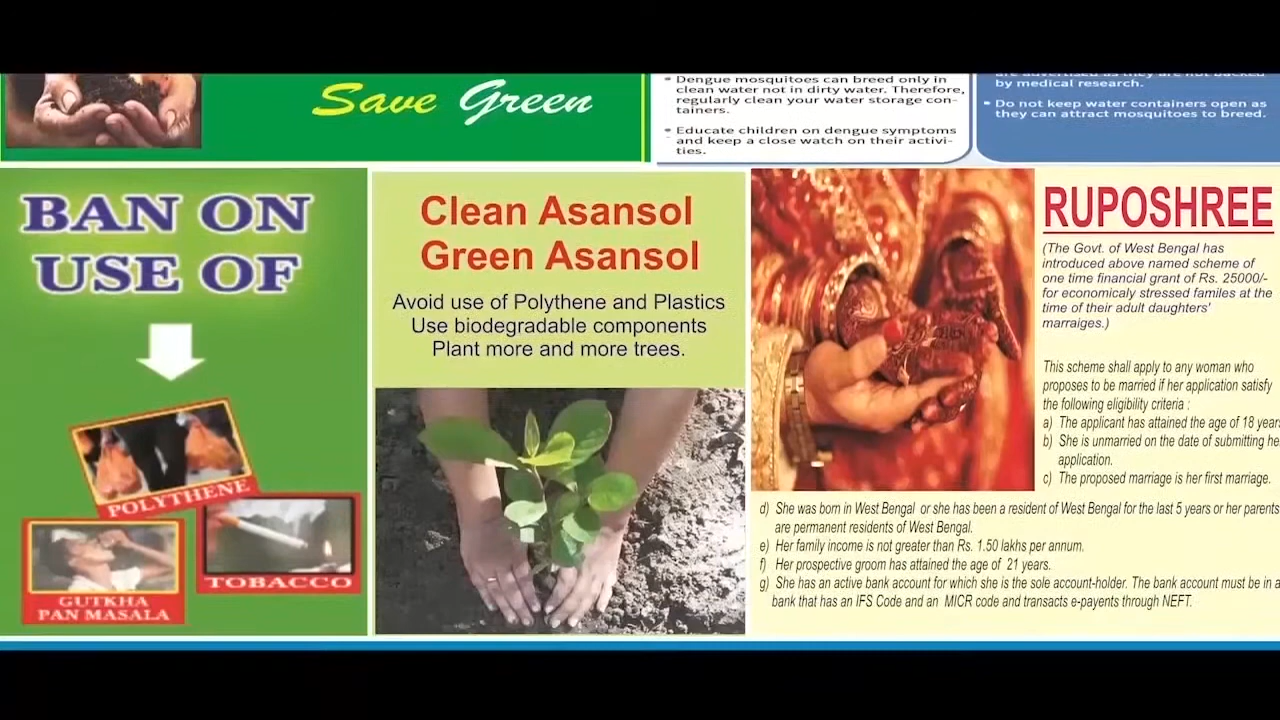 Save Green
• Dengue mosquitoes can breed only in
clean water not in dirty water. Therefore,
regularly clean your water storage con-
tainers.
• Educate children on dengue symptoms
and keep a close watch on their activi-
ties.
are advertised as they are not backed
by medical research.
• Do not keep water containers open as
they can attract mosquitoes to breed.
BAN ON
USE OF
POLYTHENE
TOBACCO
GUTKHA
PAN MASALA
Clean Asansol
Green Asansol
Avoid use of Polythene and Plastics
Use biodegradable components
Plant more and more trees.
RUPOSHREE
(The Govt. of West Bengal has
introduced above named scheme of
one time financial grant of Rs. 25000/-
for economicaly stressed familes at the
time of their adult daughters'
marraiges.)
This scheme shall apply to any woman who
proposes to be married if her application satisfy
the following eligibility criteria :
a) The applicant has attained the age of 18 years
b) She is unmarried on the date of submitting he
application.
c) The proposed marriage is her first marriage.
d) She was born in West Bengal or she has been a resident of West Bengal for the last 5 years or her parents
are permanent residents of West Bengal.
e) Her family income is not greater than Rs. 1.50 lakhs per annum.
f) Her prospective groom has attained the age of 21 years.
g) She has an active bank account for which she is the sole account-holder. The bank account must be in a
bank that has an IFS Code and an MICR code and transacts e-payents through NEFT.